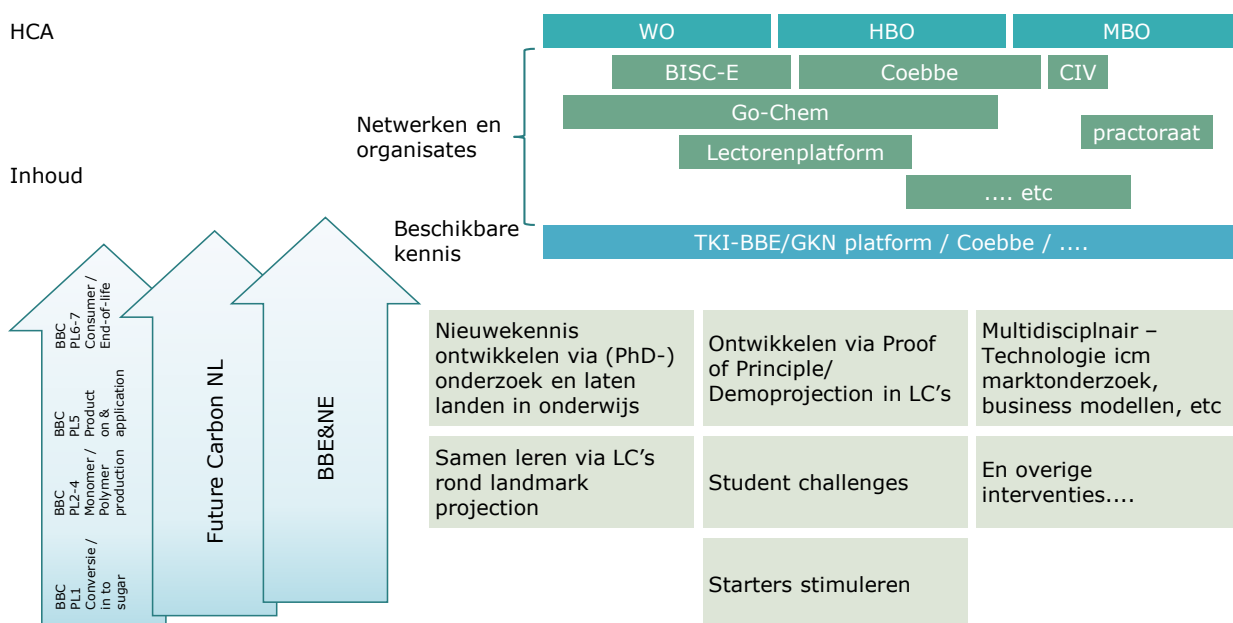 HCA
WO
HBO
MBO
BISC-E
Coebbe
CIV
Go-Chem
Netwerken en
organisates
practoraat
Lectorenplatform
Inhoud
.... etc
Beschikbare
kennis
TKI-BBE/GKN platform / Coebbe / ....
BBC
PL6-7
Consumer /
End-of-life
BBC
PL5
Product
on &
application
BBC
PL2-4
Monomer /
Polymer
production
BBC
PL1
Conversie /
in to
sugar
Future Carbon NL
BBE&NE
Nieuwekennis
ontwikkelen via (PhD-)
onderzoek en laten
landen in onderwijs
Ontwikkelen via Proof
of Principle/
Demoprojection in LC's
Multidisciplnair –
Technologie icm
marktonderzoek,
business modellen, etc
Samen leren via LC's
rond landmark
projection
Student challenges
En overige
interventies....
Starters stimuleren